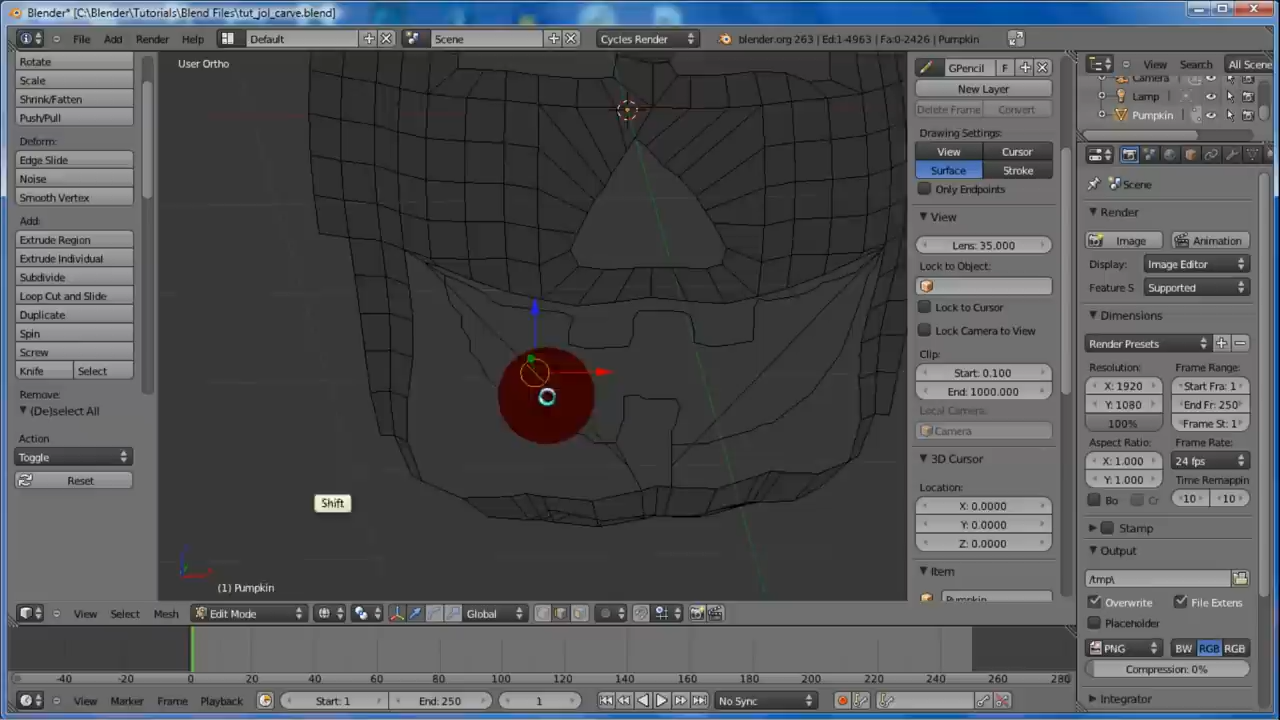 Blender* [C:\Blender\Tutorials\Blend Files\tut_jol_carve.blend]
File Add Render Help Default Scene Cycles Render blender.org 263 | Ed:1-4963 | Fa:0-2426 | Pumpkin
Rotate
Scale
Shrink/Fatten
Push/Pull
Deform:
Edge Slide
Noise
Smooth Vertex
Add:
Extrude Region
Extrude Individual
Subdivide
Loop Cut and Slide
Duplicate
Spin
Screw
Knife Select
Remove:
(De)select All
Action
Toggle
Reset
User Ortho
Shift
(1) Pumpkin
GPencil F
New Layer
Delete Frame Convert
Drawing Settings:
View Cursor
Surface Stroke
Only Endpoints
View
Lens: 35.000
Lock to Object:
Lock to Cursor
Lock Camera to View
Clip:
Start: 0.100
End: 1000.000
Local Camera:
Camera
3D Cursor
Location:
X: 0.0000
Y: 0.0000
Z: 0.0000
Item
Pumpkin
View Search All Scene
Camera
Lamp
Pumpkin
Scene
Render
Image Animation
Display: Image Editor
Feature S Supported
Dimensions
Render Presets
Resolution: Frame Range:
X: 1920 Start Fra: 1
Y: 1080 End Fr: 250
100% Frame St: 1
Aspect Ratio: Frame Rate:
X: 1.000 24 fps
Y: 1.000 Time Remappin
Bo Cr 10 10
Stamp
Output
/tmp\
Overwrite File Extens
Placeholder
PNG BW RGB RGB
Compression: 0%
Integrator
View Select Mesh Edit Mode Global
-40 -20 0 20 40 60 80 100 120 140 160 180 200 220 240 260 280
View Marker Frame Playback Start: 1 End: 250 1 No Sync